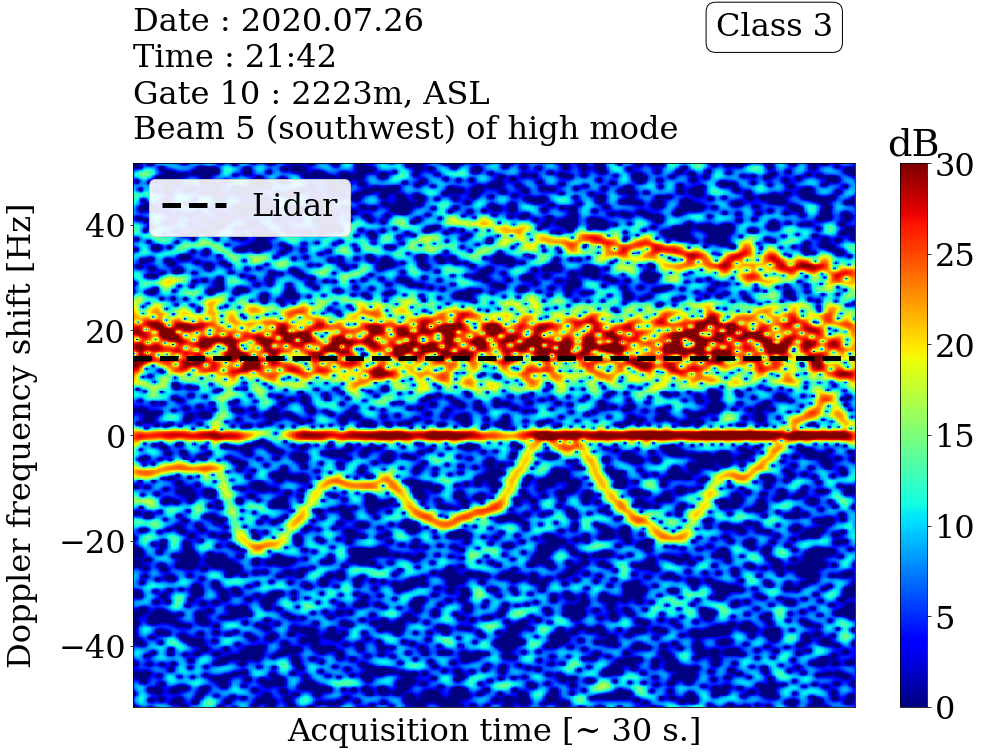 Date : 2020.07.26
Time : 21:42
Gate 10 : 2223m, ASL
Beam 5 (southwest) of high mode
Class 3
dB
Lidar
Doppler frequency shift [Hz]
40
20
0
−20
−40
Acquisition time [~ 30 s.]
30
25
20
15
10
5
0